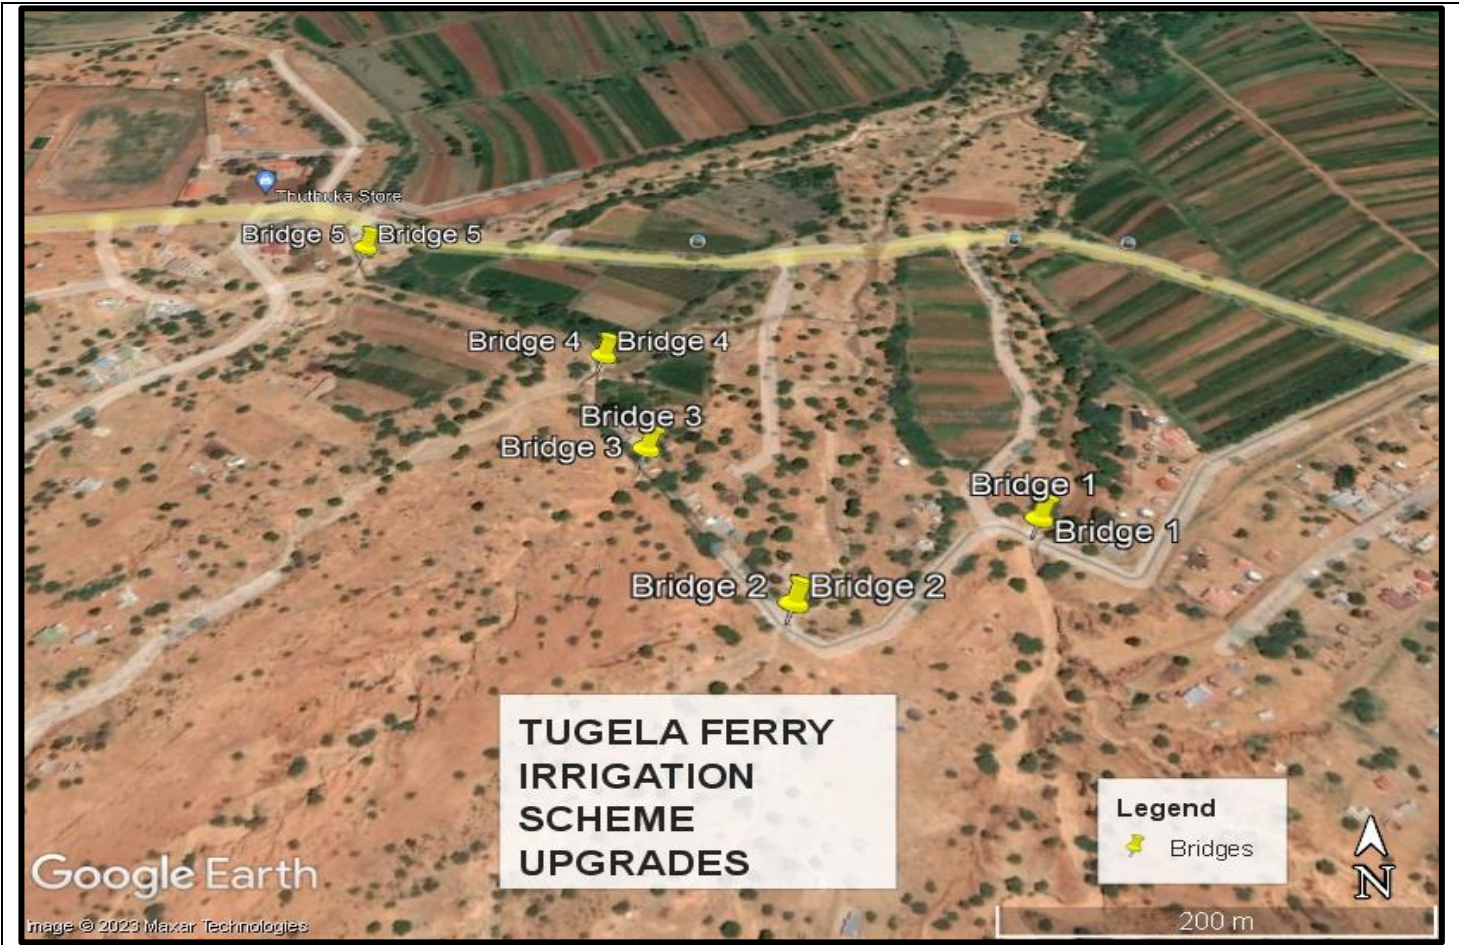 Thuthuka Store
Bridge 5 Bridge 5
Bridge 4 Bridge 4
Bridge 3
Bridge 3
Bridge 1
Bridge 1
Bridge 2 Bridge 2
TUGELA FERRY
IRRIGATION
SCHEME
UPGRADES
Legend
Bridges
N
Google Earth
Image © 2023 Maxar Technologies
200 m